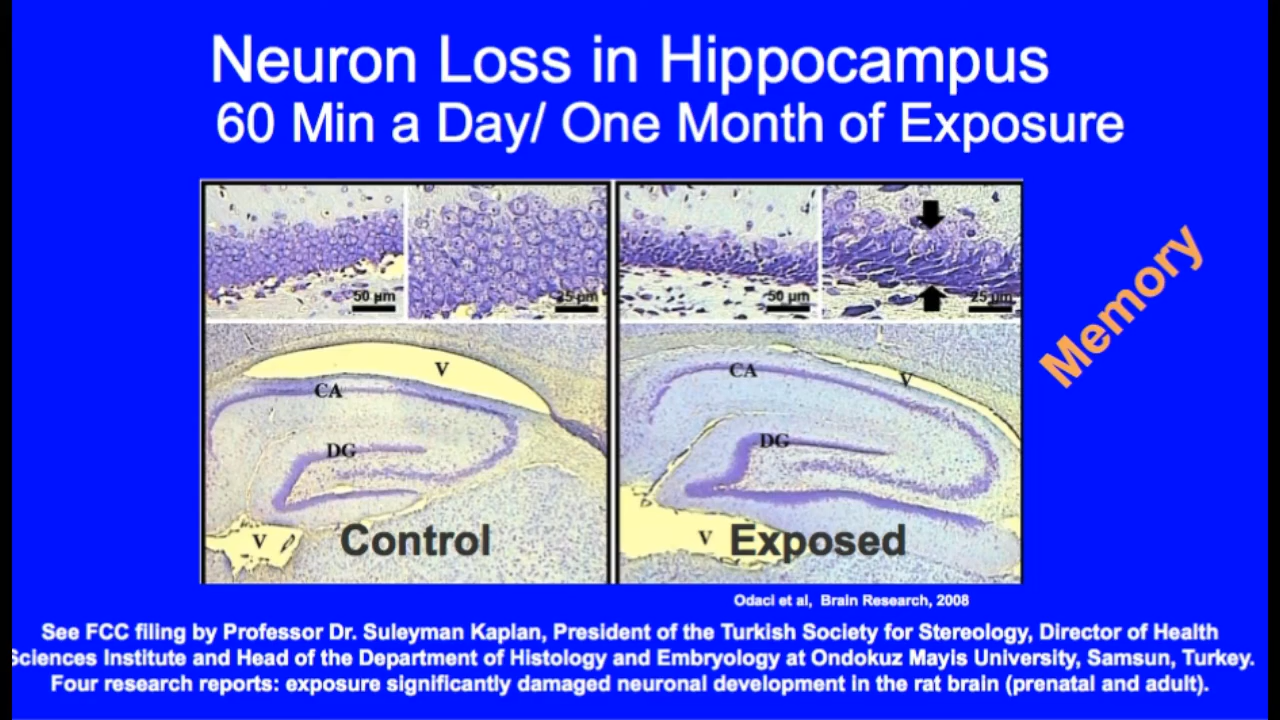 Neuron Loss in Hippocampus
60 Min a Day/ One Month of Exposure
50 µm
25 µm
50 µm
25 µm
V
CA
DG
V
Control
CA
V
DG
V
Exposed
Memory
Odaci et al, Brain Research, 2008
See FCC filing by Professor Dr. Suleyman Kaplan, President of the Turkish Society for Stereology, Director of Health
Sciences Institute and Head of the Department of Histology and Embryology at Ondokuz Mayis University, Samsun, Turkey.
Four research reports: exposure significantly damaged neuronal development in the rat brain (prenatal and adult).